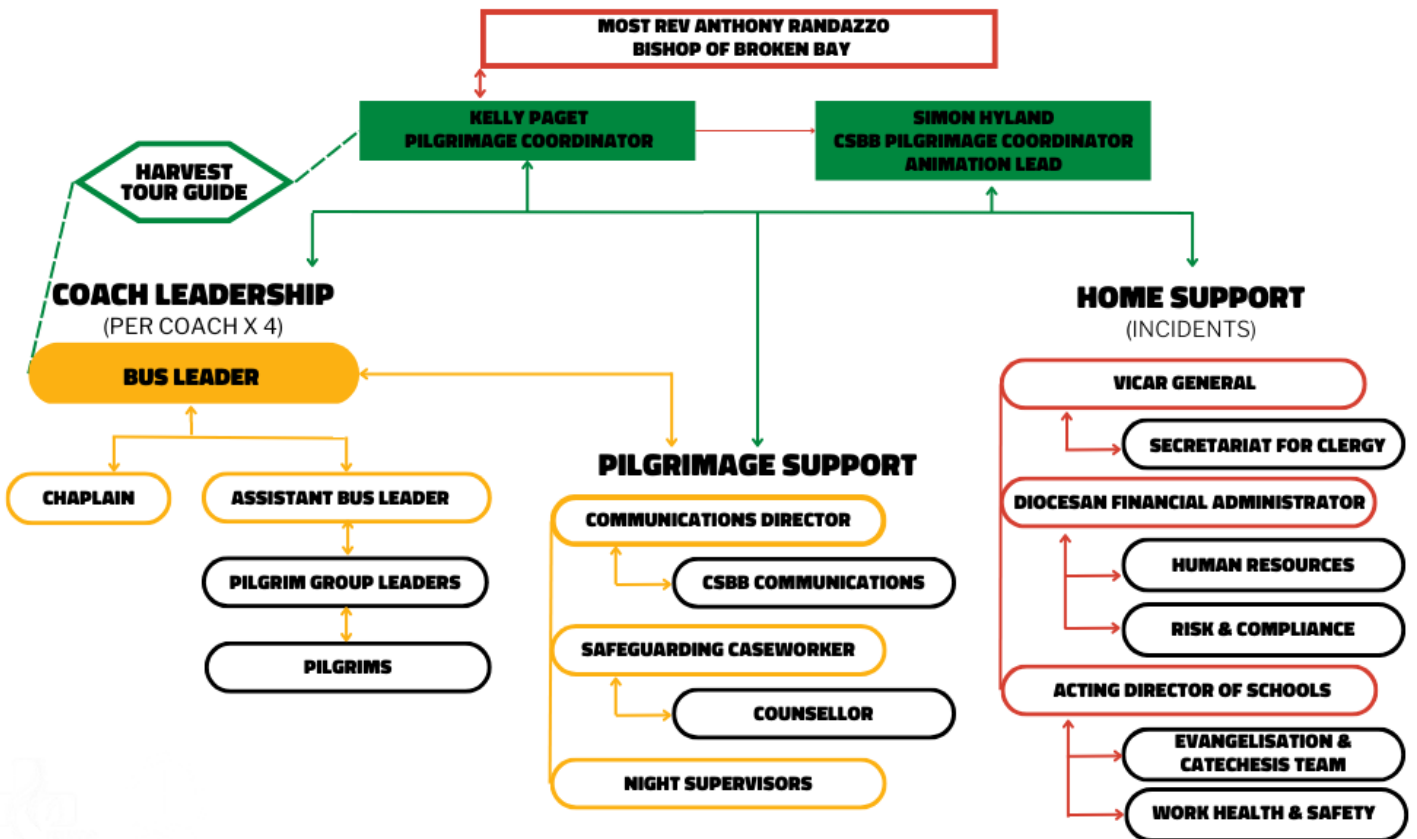 MOST REV ANTHONY RANDAZZO
BISHOP OF BROKEN BAY
KELLY PAGET
PILGRIMAGE COORDINATOR
SIMON HYLAND
CSBB PILGRIMAGE COORDINATOR
ANIMATION LEAD
HARVEST
TOUR GUIDE
COACH LEADERSHIP
(PER COACH X 4)
BUS LEADER
CHAPLAIN
ASSISTANT BUS LEADER
PILGRIM GROUP LEADERS
PILGRIMS
PILGRIMAGE SUPPORT
COMMUNICATIONS DIRECTOR
CSBB COMMUNICATIONS
SAFEGUARDING CASEWORKER
COUNSELLOR
NIGHT SUPERVISORS
HOME SUPPORT
(INCIDENTS)
VICAR GENERAL
SECRETARIAT FOR CLERGY
DIOCESAN FINANCIAL ADMINISTRATOR
HUMAN RESOURCES
RISK & COMPLIANCE
ACTING DIRECTOR OF SCHOOLS
EVANGELISATION &
CATECHESIS TEAM
WORK HEALTH & SAFETY